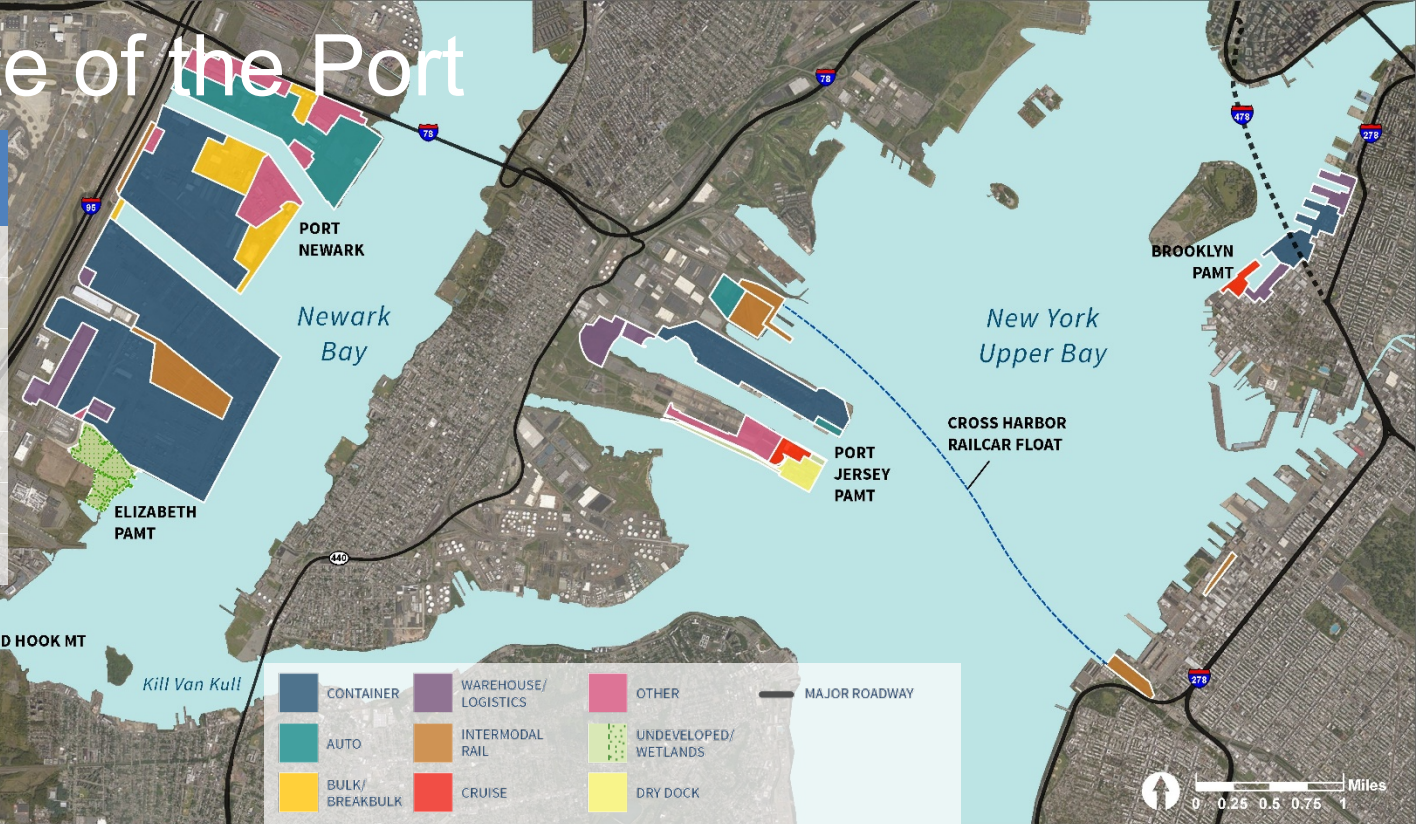 e of the Port
78
78
478
278
95
PORT
NEWARK
BROOKLYN
PAMT
Newark
Bay
New York
Upper Bay
CROSS HARBOR
RAILCAR FLOAT
PORT
JERSEY
PAMT
ELIZABETH
PAMT
440
D HOOK MT
Kill Van Kull
278
CONTAINER
WAREHOUSE/
LOGISTICS
OTHER
MAJOR ROADWAY
AUTO
INTERMODAL
RAIL
UNDEVELOPED/
WETLANDS
BULK/
BREAKBULK
CRUISE
DRY DOCK
Miles
0 0.25 0.5 0.75 1